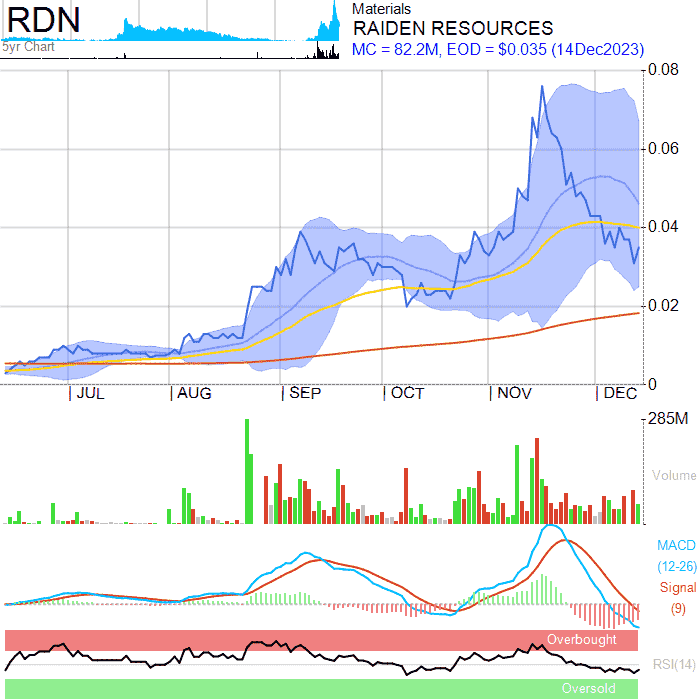 RDN
5yr Chart
Materials
RAIDEN RESOURCES
MC = 82.2M, EOD = $0.035 (14Dec2023)
0.08
0.06
0.04
0.02
0
JUL AUG SEP OCT NOV DEC
285M
Volume
MACD
(12-26)
Signal
(9)
Overbought
RSI(14)
Oversold